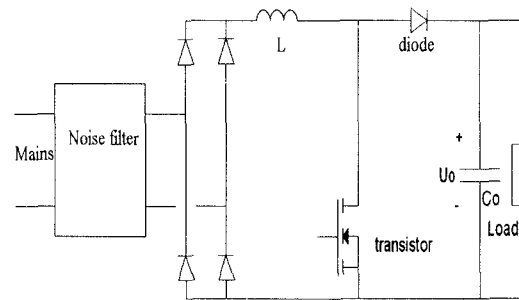 L
diode
Noise filter
Mains
+
Uo
Co
-
Load
transistor